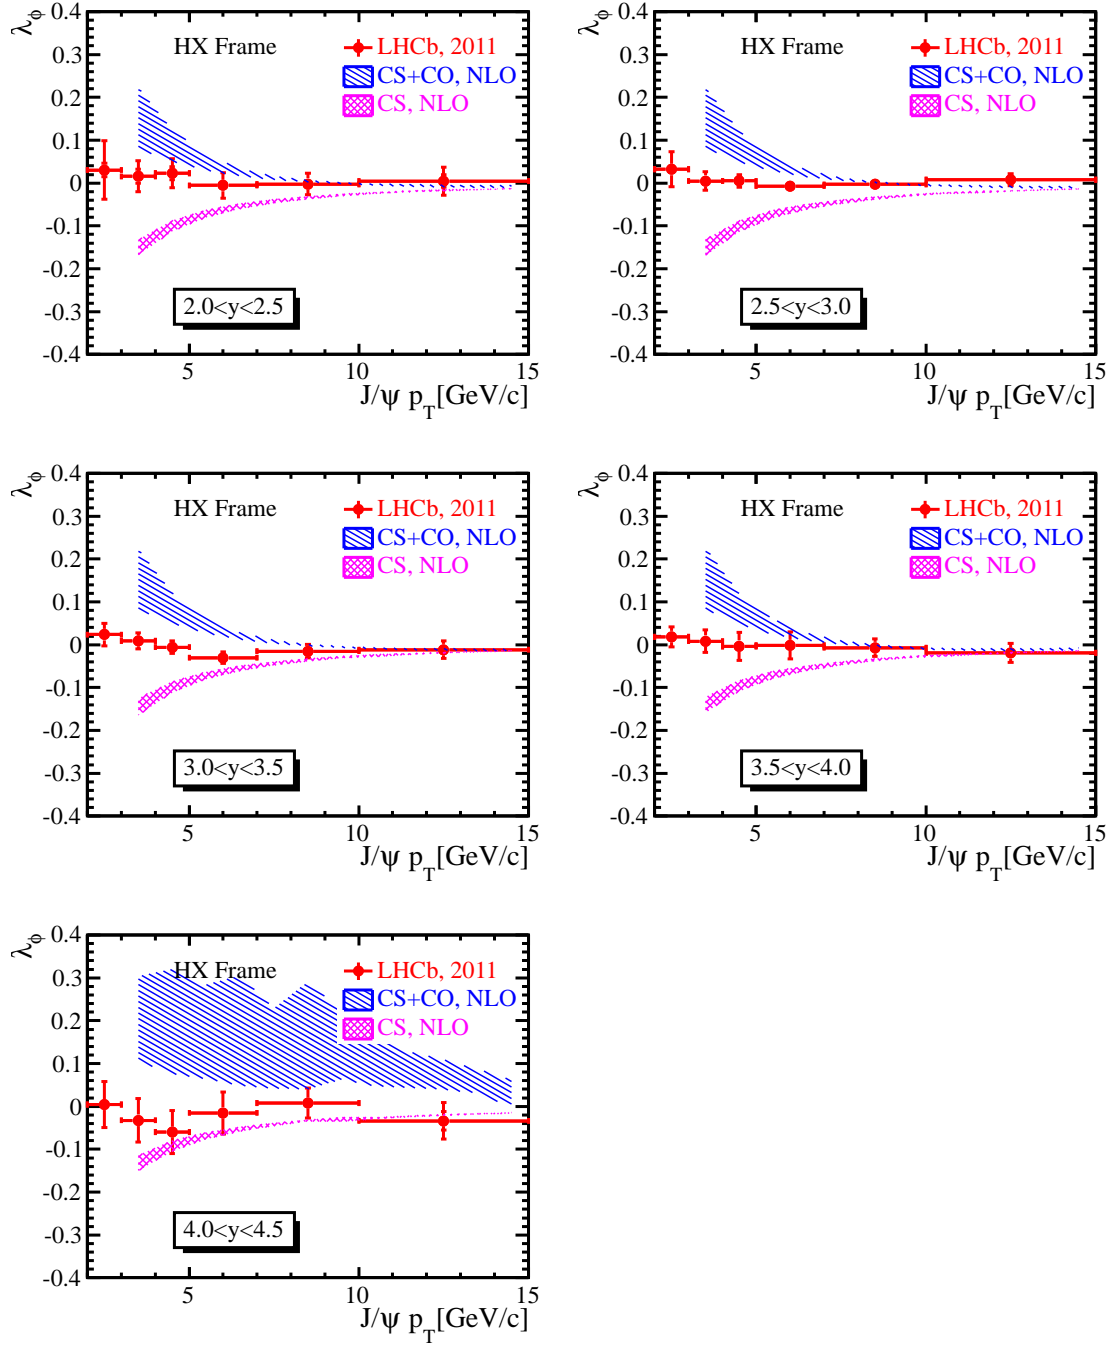 λϕ
0.4
0.3
0.2
0.1
0
-0.1
-0.2
-0.3
-0.4
HX Frame
LHCb, 2011
CS+CO, NLO
CS, NLO
2.0<y<2.5
5 10 15
J/ψ pT[GeV/c]
λϕ
0.4
0.3
0.2
0.1
0
-0.1
-0.2
-0.3
-0.4
HX Frame
LHCb, 2011
CS+CO, NLO
CS, NLO
2.5<y<3.0
5 10 15
J/ψ pT[GeV/c]
λϕ
0.4
0.3
0.2
0.1
0
-0.1
-0.2
-0.3
-0.4
HX Frame
LHCb, 2011
CS+CO, NLO
CS, NLO
3.0<y<3.5
5 10 15
J/ψ pT[GeV/c]
λϕ
0.4
0.3
0.2
0.1
0
-0.1
-0.2
-0.3
-0.4
HX Frame
LHCb, 2011
CS+CO, NLO
CS, NLO
3.5<y<4.0
5 10 15
J/ψ pT[GeV/c]
λϕ
0.4
0.3
0.2
0.1
0
-0.1
-0.2
-0.3
-0.4
HX Frame
LHCb, 2011
CS+CO, NLO
CS, NLO
4.0<y<4.5
5 10 15
J/ψ pT[GeV/c]